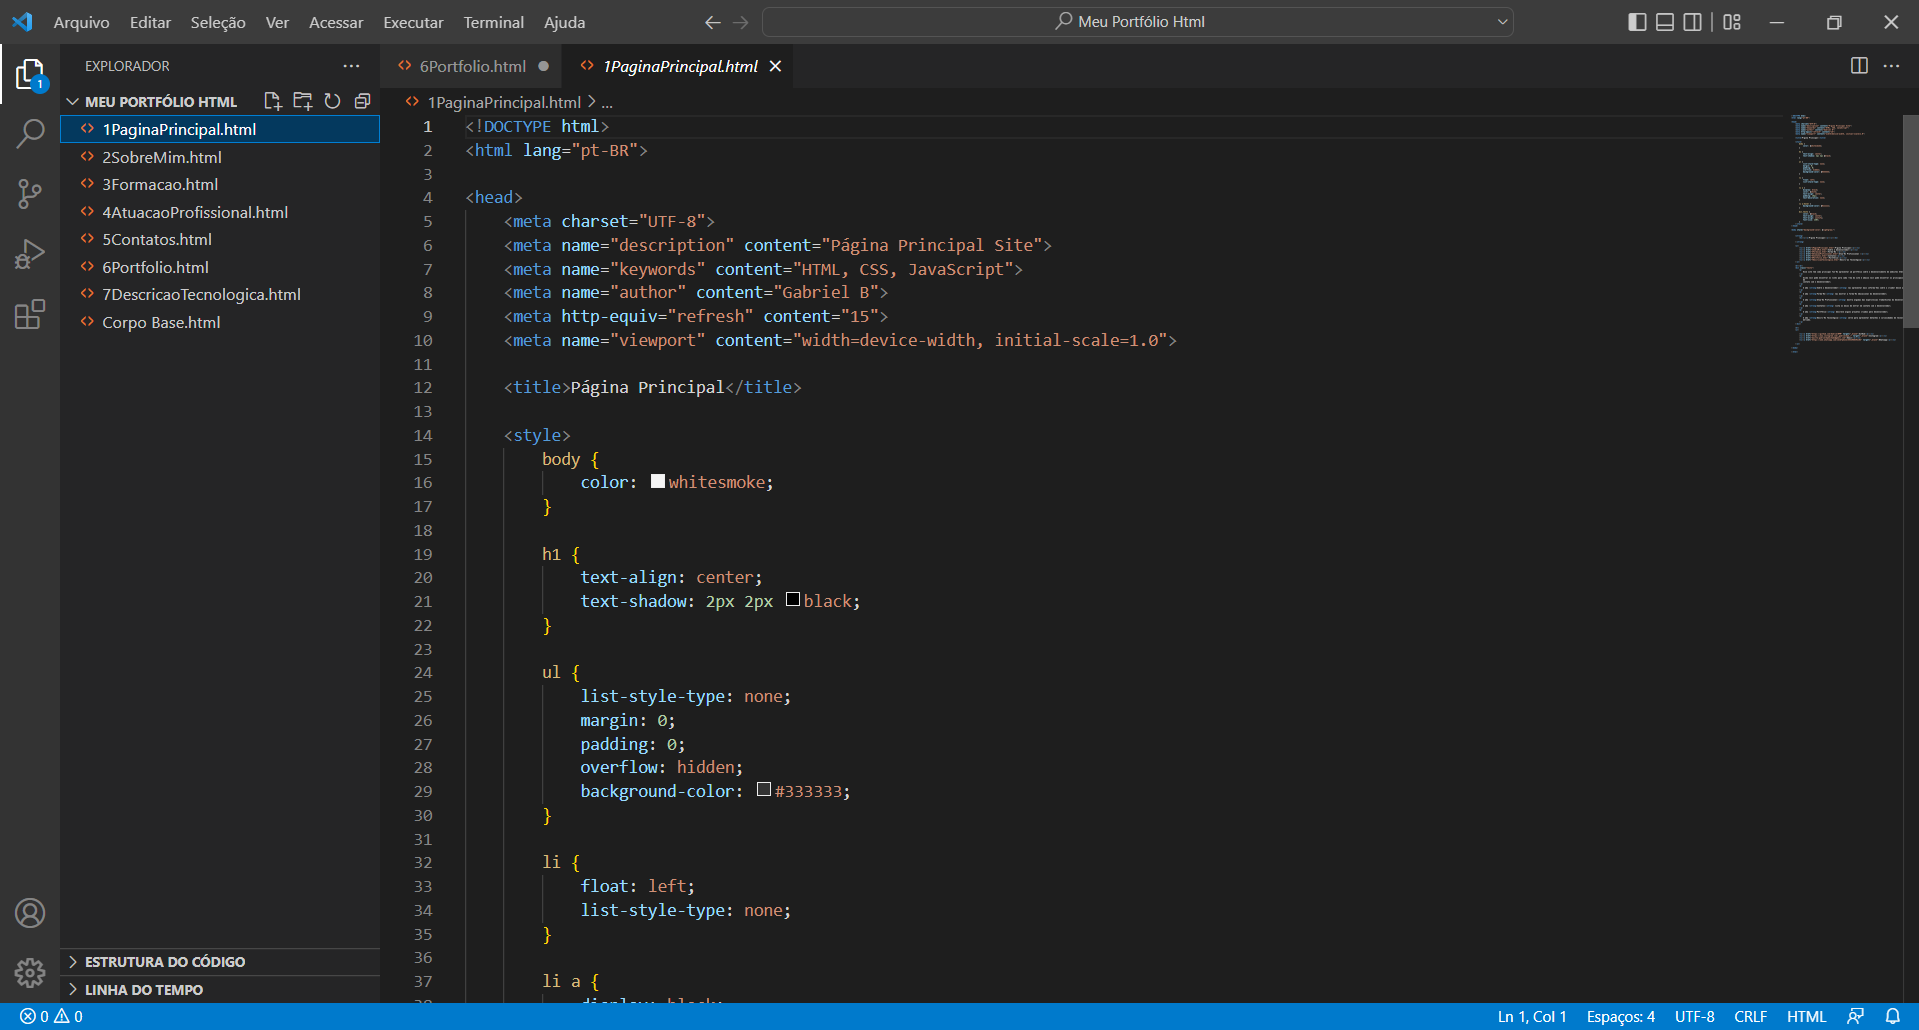 Arquivo Editar Seleção Ver Acessar Executar Terminal Ajuda
Meu Portfólio Html
EXPLORADOR
MEU PORTFÓLIO HTML
1PaginaPrincipal.html
2SobreMim.html
3Formacao.html
4AtuacaoProfissional.html
5Contatos.html
6Portfolio.html
7DescricaoTecnologica.html
Corpo Base.html
ESTRUTURA DO CÓDIGO
LINHA DO TEMPO
1
6Portfolio.html
1PaginaPrincipal.html
1PaginaPrincipal.html > ...
1 <!DOCTYPE html>
2 <html lang="pt-BR">
3
4 <head>
5 <meta charset="UTF-8">
6 <meta name="description" content="Página Principal Site">
7 <meta name="keywords" content="HTML, CSS, JavaScript">
8 <meta name="author" content="Gabriel B">
9 <meta http-equiv="refresh" content="15">
10 <meta name="viewport" content="width=device-width, initial-scale=1.0">
11
12 <title>Página Principal</title>
13
14 <style>
15 body {
16 color: whitesmoke;
17 }
18
19 h1 {
20 text-align: center;
21 text-shadow: 2px 2px black;
22 }
23
24 ul {
25 list-style-type: none;
26 margin: 0;
27 padding: 0;
28 overflow: hidden;
29 background-color: #333333;
30 }
31
32 li {
33 float: left;
34 list-style-type: none;
35 }
36
37 li a {
38 display: block;
0 0
Ln 1, Col 1 Espaços: 4 UTF-8 CRLF HTML